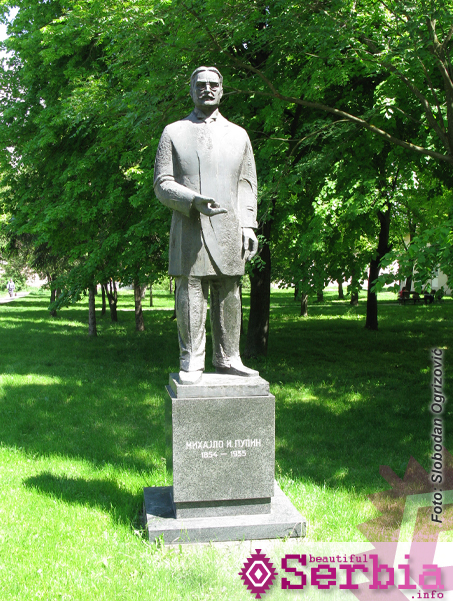 МИХАЈЛО И. ПУПИН
1854 — 1935
Foto: Slobodan Ogrizović
beautiful
Serbia
.info